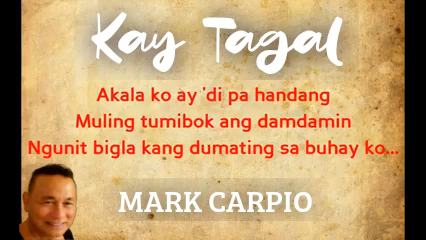 Kay Tagal
Akala ko ay 'di pa handang
Muling tumibok ang damdamin
Ngunit bigla kang dumating sa buhay ko...
MARK CARPIO